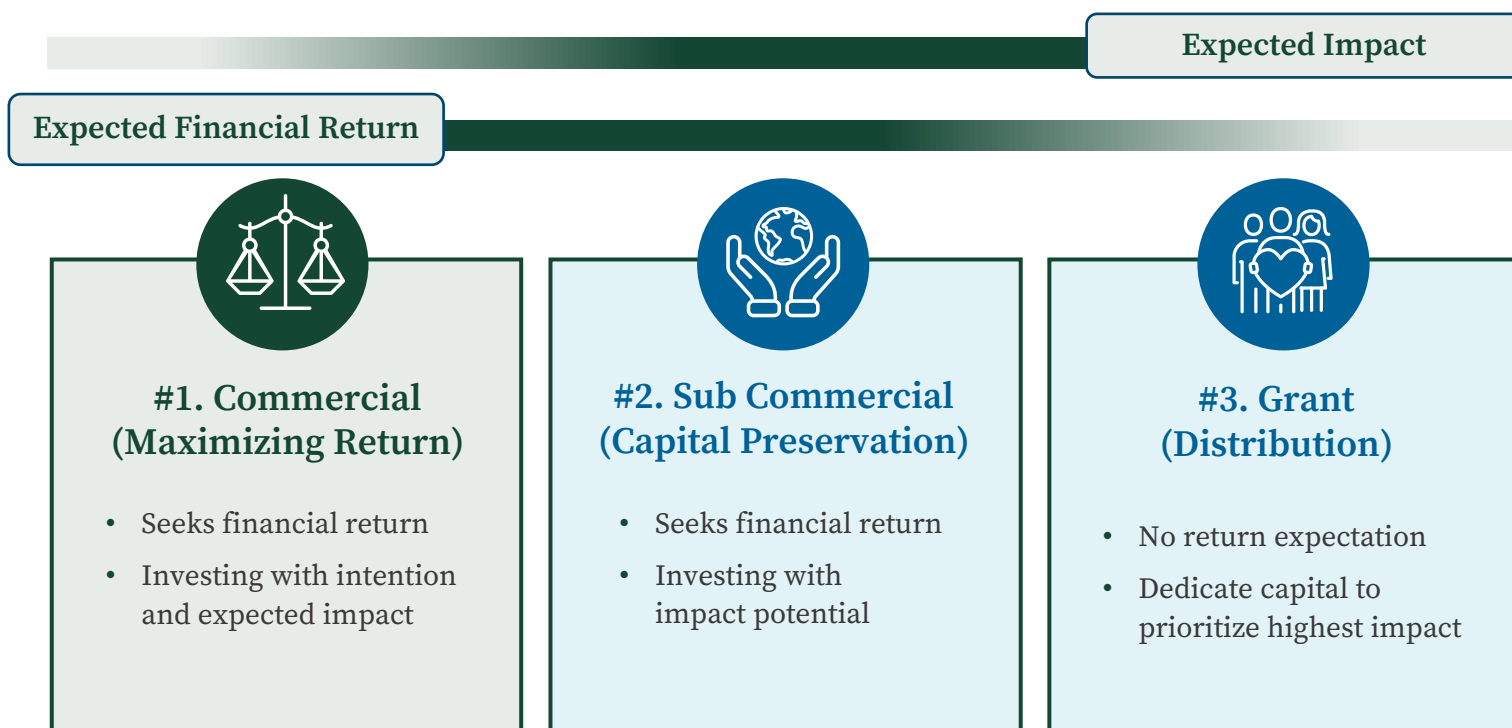 Expected Impact
Expected Financial Return
#1. Commercial
(Maximizing Return)
• Seeks financial return
• Investing with intention
and expected impact
#2. Sub Commercial
(Capital Preservation)
• Seeks financial return
• Investing with
impact potential
#3. Grant
(Distribution)
• No return expectation
• Dedicate capital to
prioritize highest impact